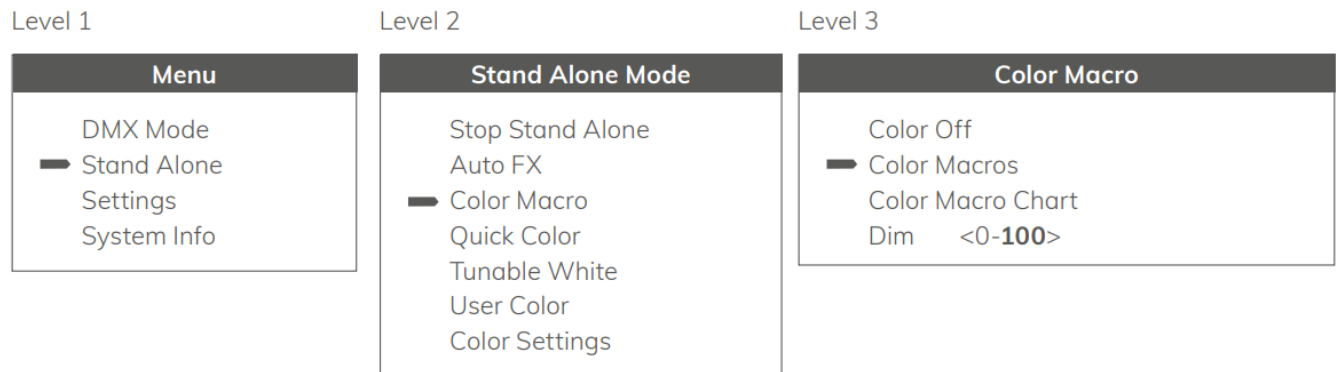 Level 1
Menu
DMX Mode
Stand Alone
Settings
System Info
Level 2
Stand Alone Mode
Stop Stand Alone
Auto FX
Color Macro
Quick Color
Tunable White
User Color
Color Settings
Level 3
Color Macro
Color Off
Color Macros
Color Macro Chart
Dim <0-100>